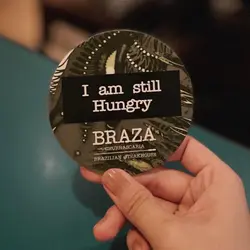 I am still
Hungry
BRAZA
CHURRASCARIA
BRAZILIAN STEAKHOUSE